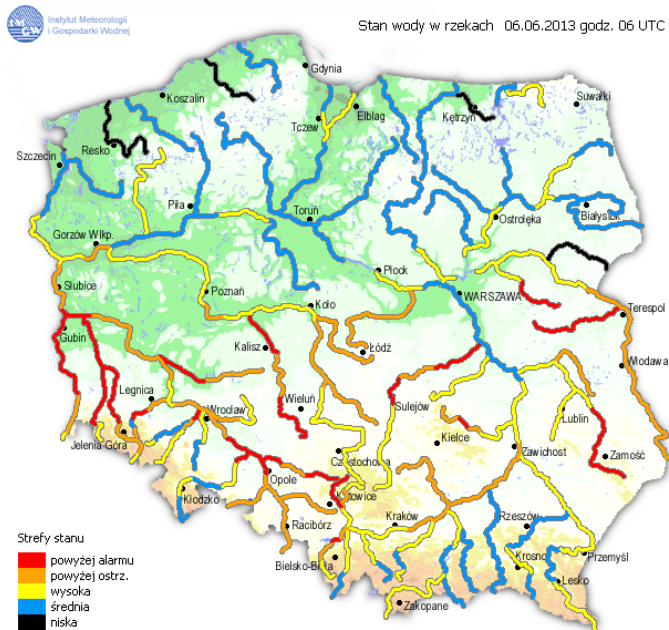 Instytut Meteorologii
i Gospodarki Wodnej
Stan wody w rzekach 06.06.2013 godz. 06 UTC
Gdynia
Koszalin
Suwałki
Tczew
Elbląg
Kętrzyn
Resko
Szczecin
Piła
Toruń
Ostrołęka
Białystok
Gorzów Wlkp.
Płock
Słubice
Poznań
Koło
WARSZAWA
Terespol
Gubin
Kalisz
Łódź
Włodawa
Legnica
Wrocław
Wieluń
Sulejów
Lublin
Jelenia Góra
Kielce
Zawichost
Zamość
Częstochowa
Opole
Kłodzko
Katowice
Racibórz
Kraków
Rzeszów
Bielsko-Biała
Krosno
Przemyśl
Lesko
Zakopane
Strefy stanu
powyżej alarmu
powyżej ostrz.
wysoka
średnia
niska